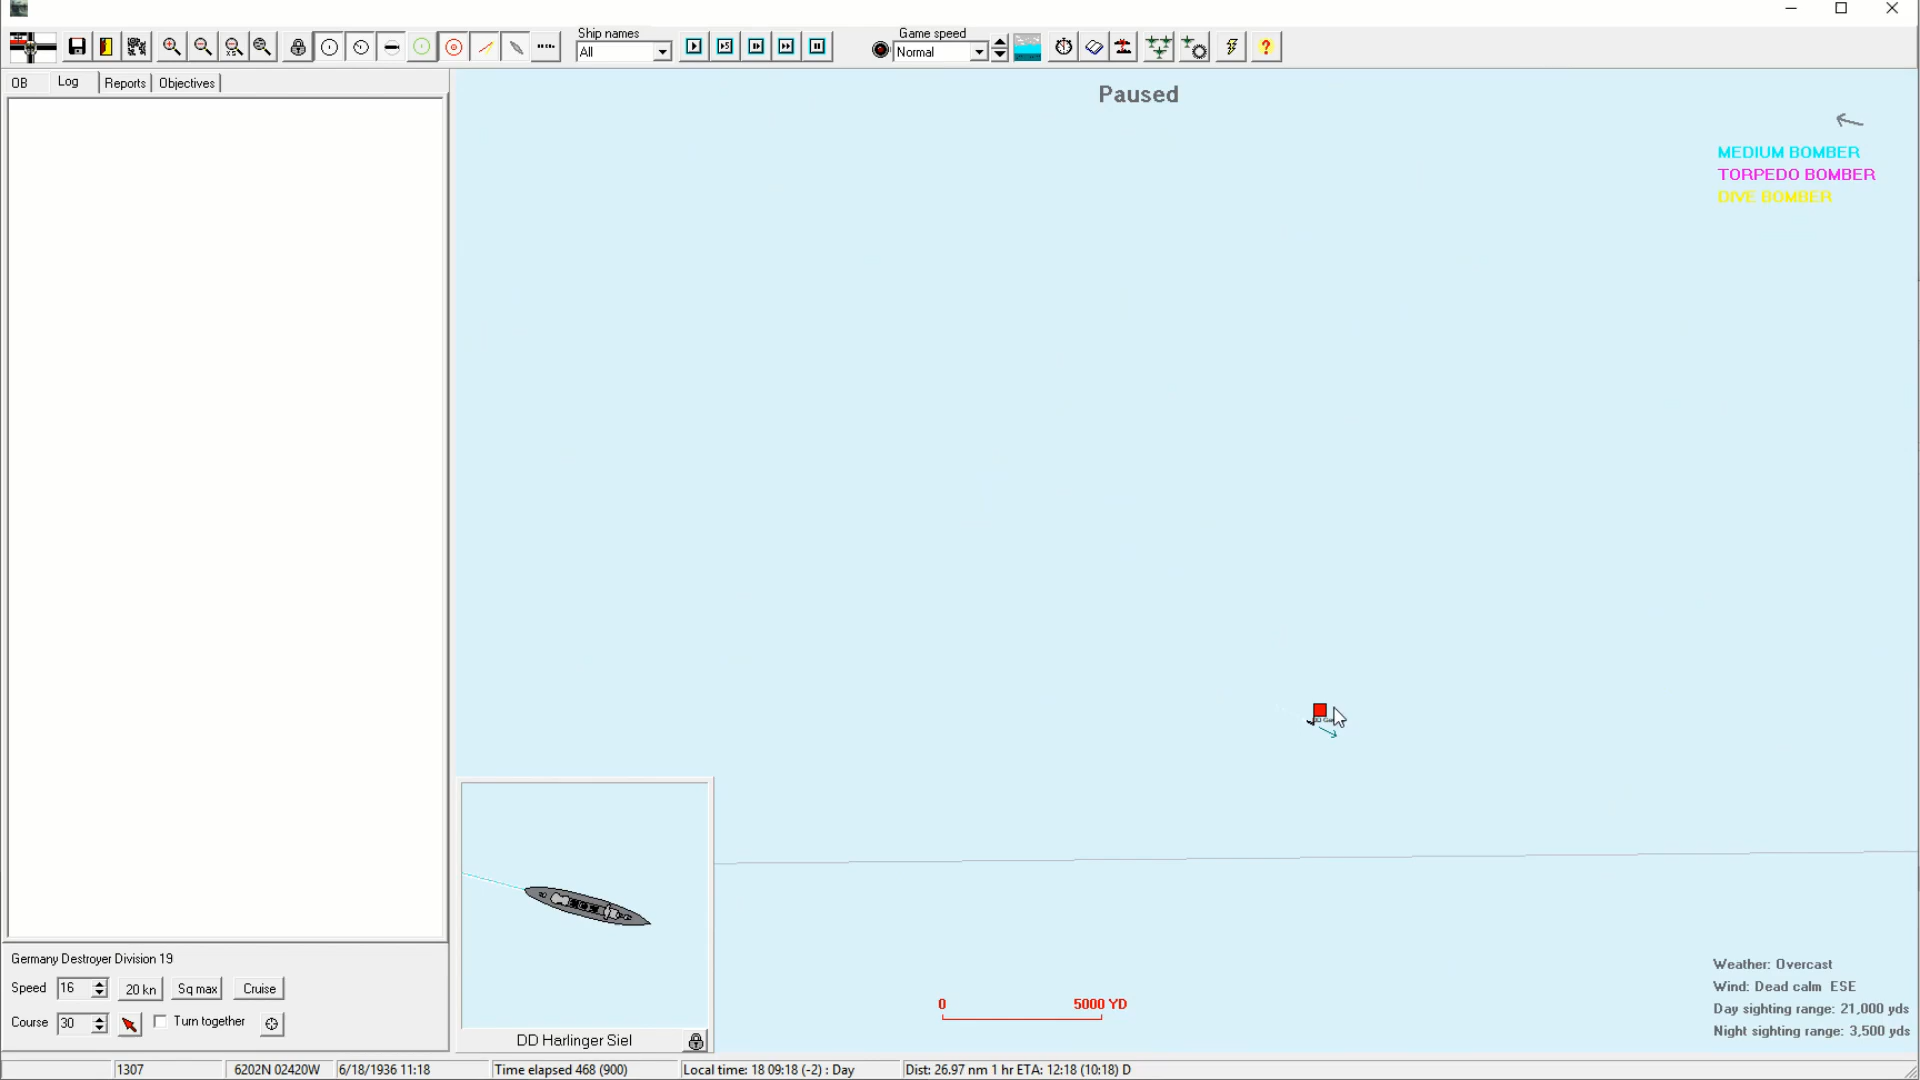 Ship names
All
Game speed
Normal
OB
Log
Reports
Objectives
Paused
MEDIUM BOMBER
TORPEDO BOMBER
DIVE BOMBER
Germany Destroyer Division 19
Speed 16 20 kn Sq max Cruise
Course 30 Turn together
DD Harlinger Siel
0 5000 YD
Weather: Overcast
Wind: Dead calm ESE
Day sighting range: 21,000 yds
Night sighting range: 3,500 yds
1307 6202N 02420W 6/18/1936 11:18 Time elapsed 468 (900) Local time: 18 09:18 (-2) : Day Dist: 26.97 nm 1 hr ETA: 12:18 (10:18) D